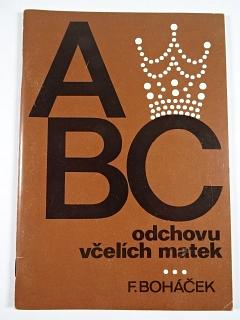 A
BC
odchovu
včelích matek
F. BOHÁČEK